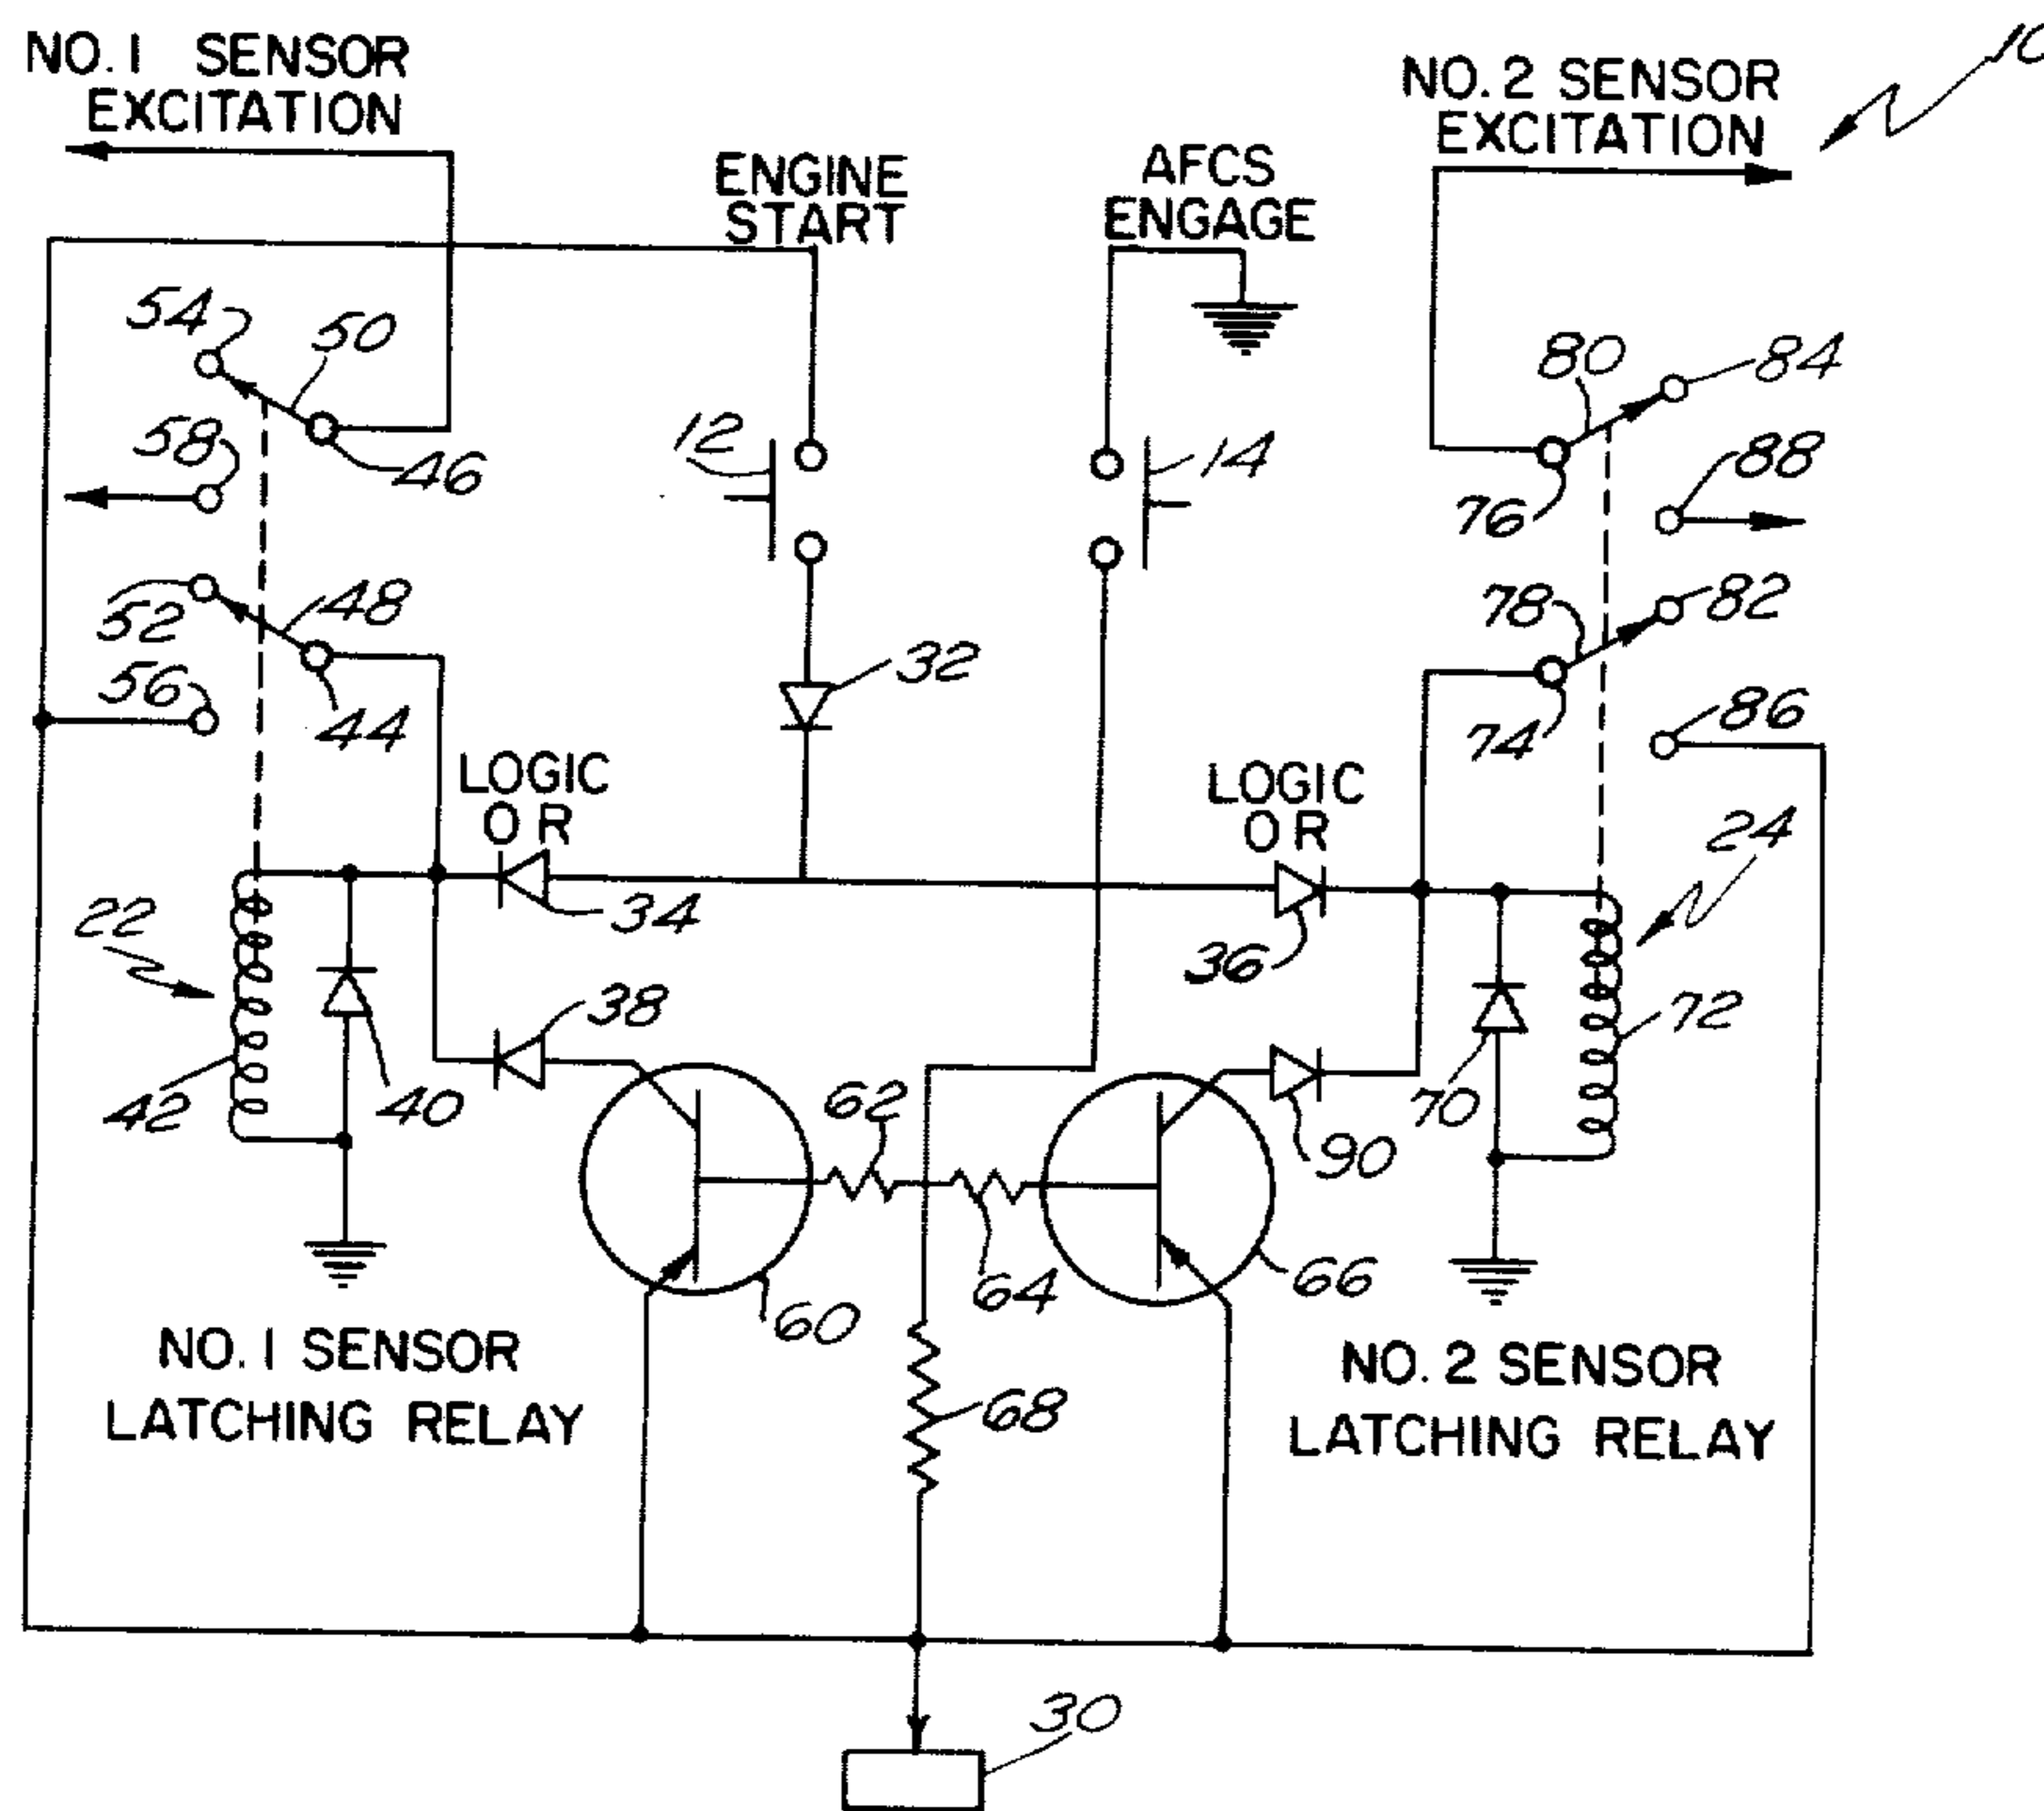 NO. 1 SENSOR
EXCITATION
ENGINE
START
AFCS
ENGAGE
NO. 2 SENSOR
EXCITATION
10
54
50
58
46
12
14
80
84
88
76
52
48
56
44
32
78
82
74
86
LOGIC
OR
LOGIC
OR
24
22
34
36
38
72
42
40
62
70
90
60
64
66
NO. 1 SENSOR
LATCHING RELAY
68
NO. 2 SENSOR
LATCHING RELAY
30